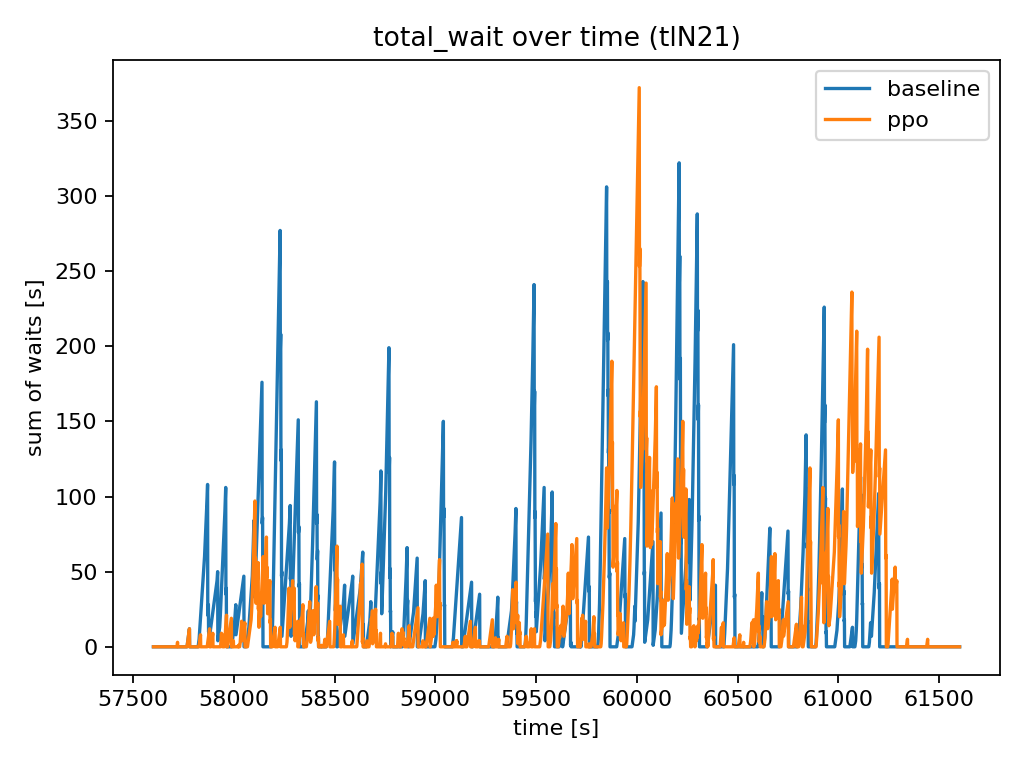 total_wait over time (tlN21)
baseline
ppo
350
300
250
200
150
100
50
0
sum of waits [s]
57500 58000 58500 59000 59500 60000 60500 61000 61500
time [s]